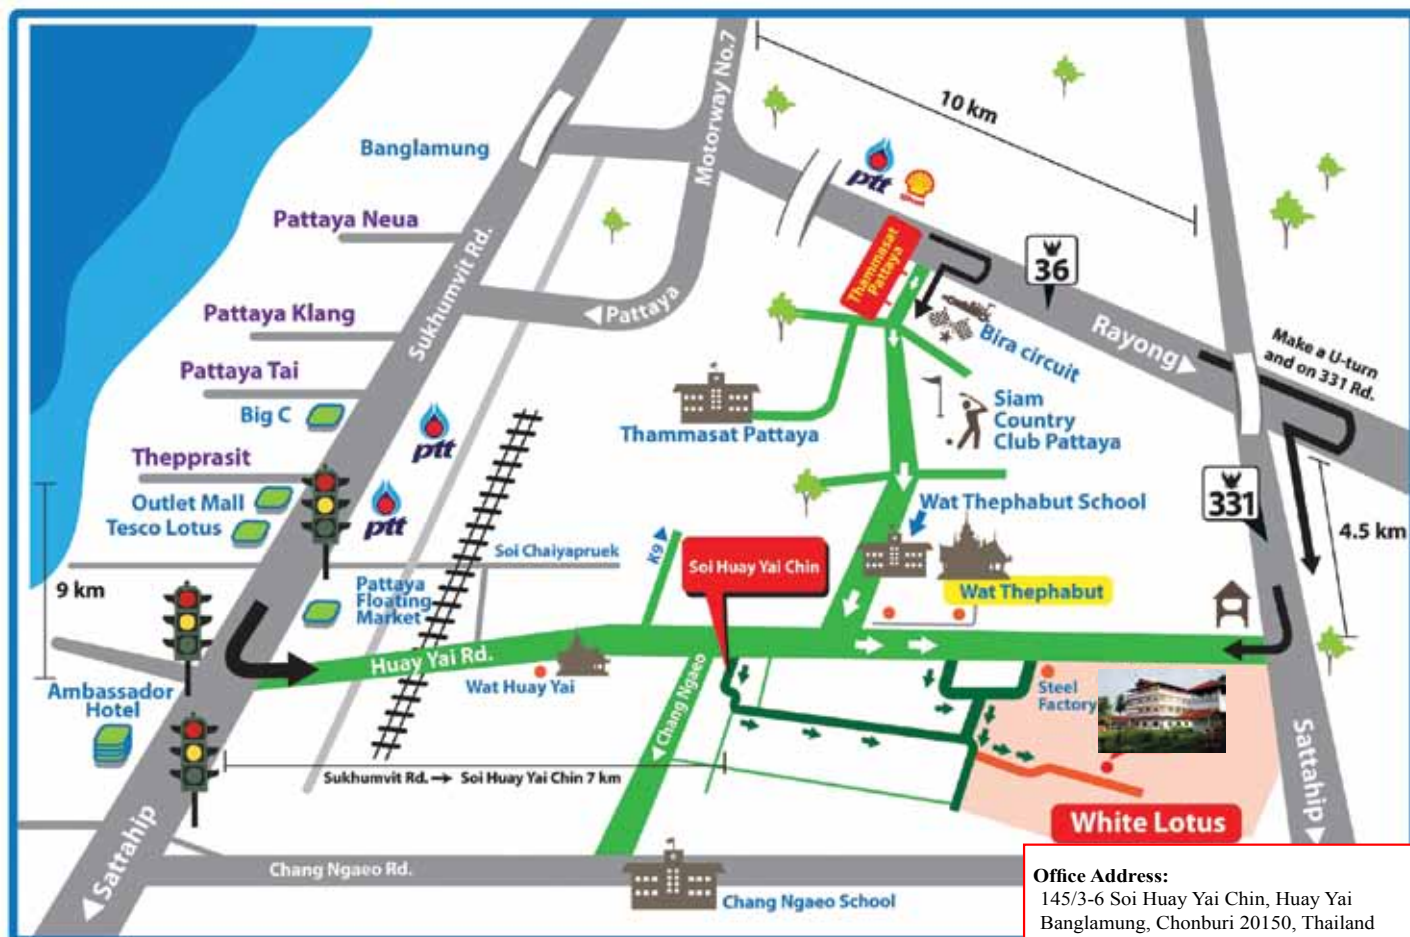 Banglamung
Pattaya Neua
Pattaya Klang
Pattaya Tai
Big C
Thepprasit
Outlet Mall
Tesco Lotus
9 km
Ambassador
Hotel
Sukhumvit Rd.
Motorway No.7
Pattaya
ptt
ptt
ptt
10 km
Thammasat
Pattaya
36
Rayong
Bira circuit
Make a U-turn
and on 331 Rd.
Siam
Country
Club Pattaya
Thammasat Pattaya
Wat Thephabut School
331
4.5 km
Soi Chaiyapruek
K9
Soi Huay Yai Chin
Pattaya
Floating
Market
Wat Thephabut
Huay Yai Rd.
Wat Huay Yai
Chang Ngaeo
Steel
Factory
Sukhumvit Rd. → Soi Huay Yai Chin 7 km
White Lotus
Sattahip
Sattahip
Chang Ngaeo Rd.
Chang Ngaeo School
Office Address:
145/3-6 Soi Huay Yai Chin, Huay Yai
Banglamung, Chonburi 20150, Thailand